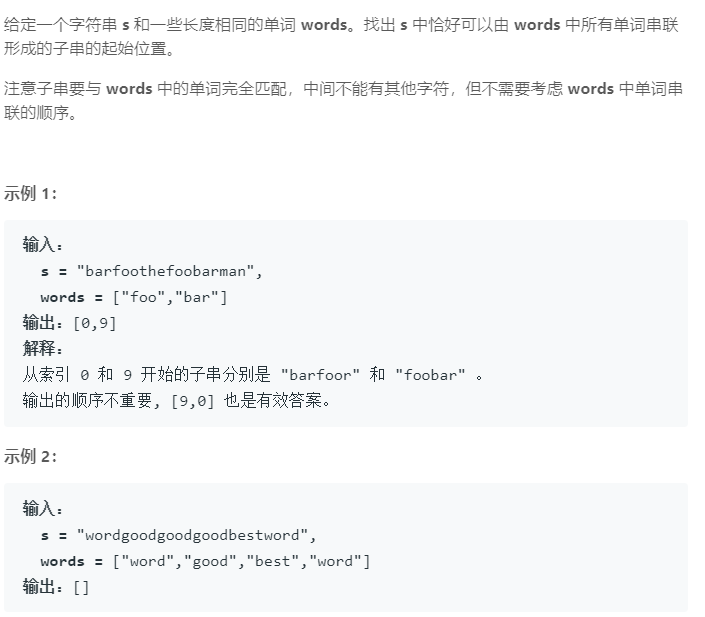 给定一个字符串 s 和一些长度相同的单词 words。找出 s 中恰好可以由 words 中所有单词串联
形成的子串的起始位置。
注意子串要与 words 中的单词完全匹配，中间不能有其他字符，但不需要考虑 words 中单词串
联的顺序。
示例 1：
输入：
s = "barfoothefoobarman",
words = ["foo","bar"]
输出：[0,9]
解释：
从索引 0 和 9 开始的子串分别是 "barfoor" 和 "foobar" 。
输出的顺序不重要, [9,0] 也是有效答案。
示例 2：
输入：
s = "wordgoodgoodgoodbestword",
words = ["word","good","best","word"]
输出：[]